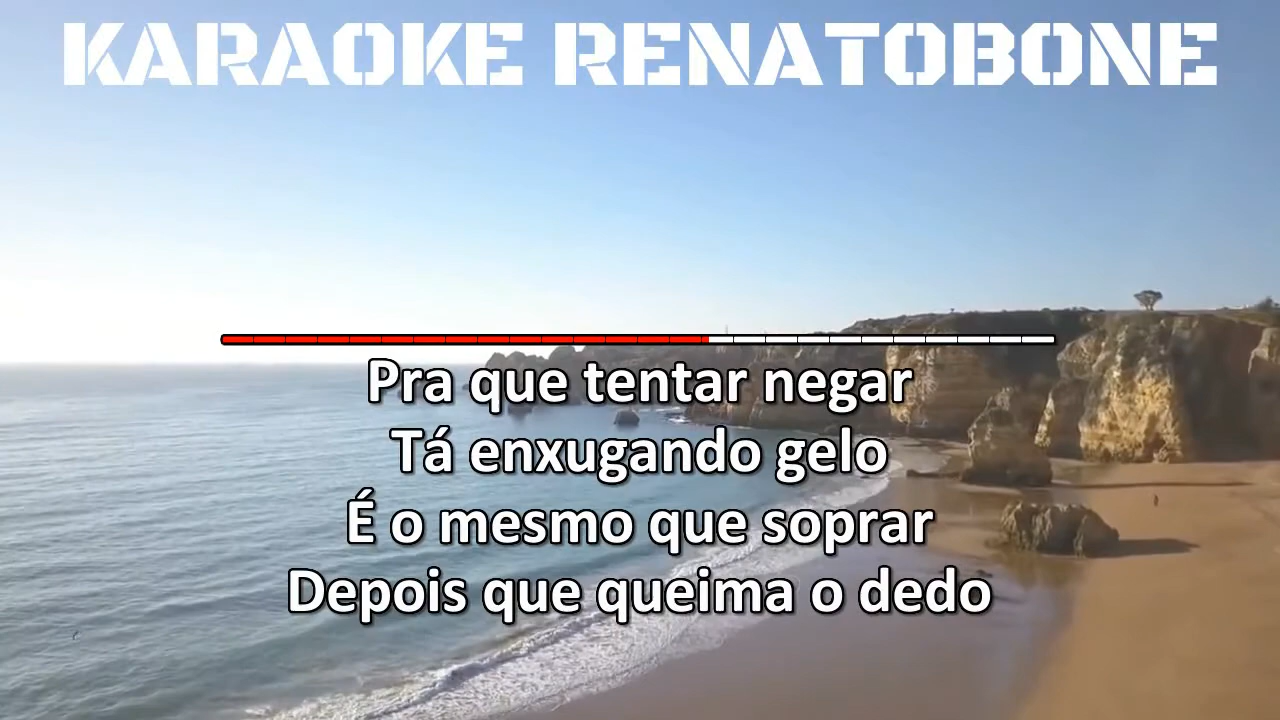 KARAOKE RENATOBONE
Pra que tentar negar
Tá enxugando gelo
É o mesmo que soprar
Depois que queima o dedo